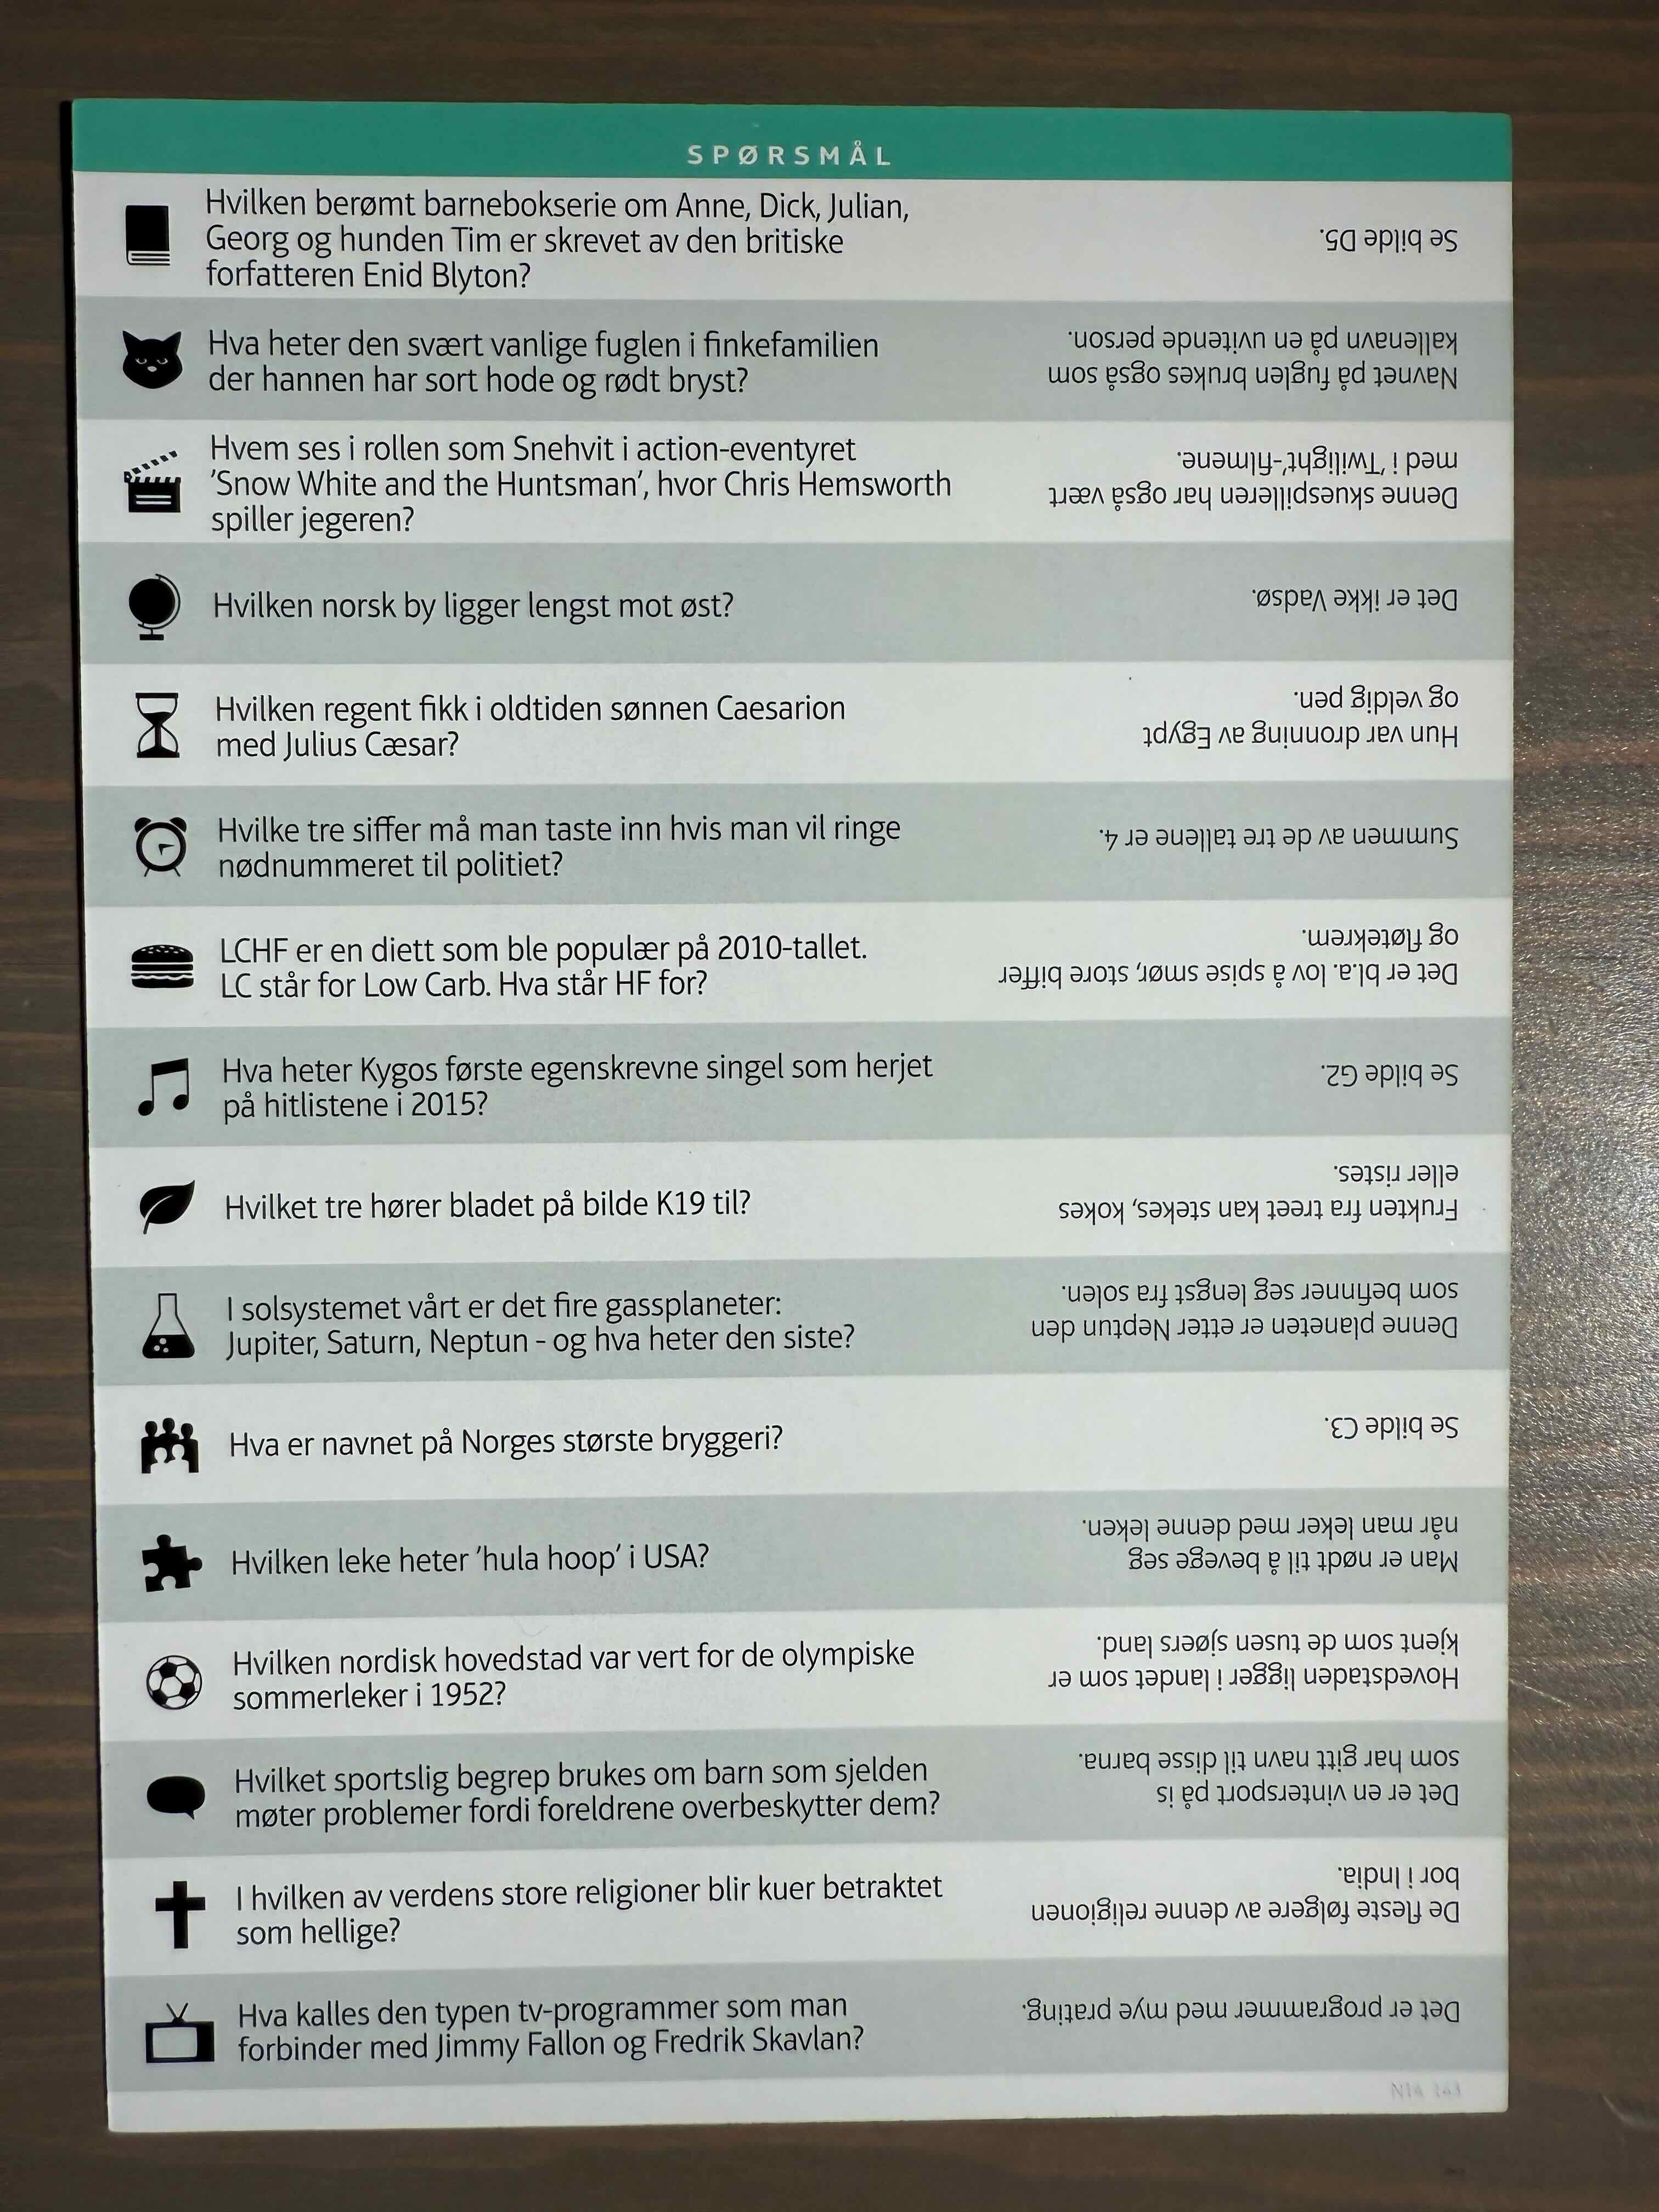 SPØRSMÅL
Hvilken berømt barnebokserie om Anne, Dick, Julian,
Georg og hunden Tim er skrevet av den britiske
forfatteren Enid Blyton?
Se bilde D5.
Hva heter den svært vanlige fuglen i finkefamilien
der hannen har sort hode og rødt bryst?
Navnet på fuglen brukes også som
kallenavn på en uvitende person.
Hvem ses i rollen som Snehvit i action-eventyret
'Snow White and the Huntsman', hvor Chris Hemsworth
spiller jegeren?
Denne skuespilleren har også vært
med i 'Twilight'-filmene.
Hvilken norsk by ligger lengst mot øst?
Det er ikke Vadsø.
Hvilken regent fikk i oldtiden sønnen Caesarion
med Julius Cæsar?
Hun var dronning av Egypt
og veldig pen.
Hvilke tre siffer må man taste inn hvis man vil ringe
nødnummeret til politiet?
Summen av de tre tallene er 4.
LCHF er en diett som ble populær på 2010-tallet.
LC står for Low Carb. Hva står HF for?
Det er bl.a. lov å spise smør, store biffer
og fløtekrem.
Hva heter Kygos første egenskrevne singel som herjet
på hitlistene i 2015?
Se bilde G2.
Hvilket tre hører bladet på bilde K19 til?
Frukten fra treet kan stekes, kokes
eller ristes.
I solsystemet vårt er det fire gassplaneter:
Jupiter, Saturn, Neptun - og hva heter den siste?
Denne planeten er etter Neptun den
som befinner seg lengst fra solen.
Hva er navnet på Norges største bryggeri?
Se bilde C3.
Hvilken leke heter 'hula hoop' i USA?
Man er nødt til å bevege seg
når man leker med denne leken.
Hvilken nordisk hovedstad var vert for de olympiske
sommerleker i 1952?
Hovedstaden ligger i landet som er
kjent som de tusen sjøers land.
Hvilket sportslig begrep brukes om barn som sjelden
møter problemer fordi foreldrene overbeskytter dem?
Det er en vintersport på is
som har gitt navn til disse barna.
I hvilken av verdens store religioner blir kuer betraktet
som hellige?
De fleste følgere av denne religionen
bor i India.
Hva kalles den typen tv-programmer som man
forbinder med Jimmy Fallon og Fredrik Skavlan?
Det er programmer med mye prating.